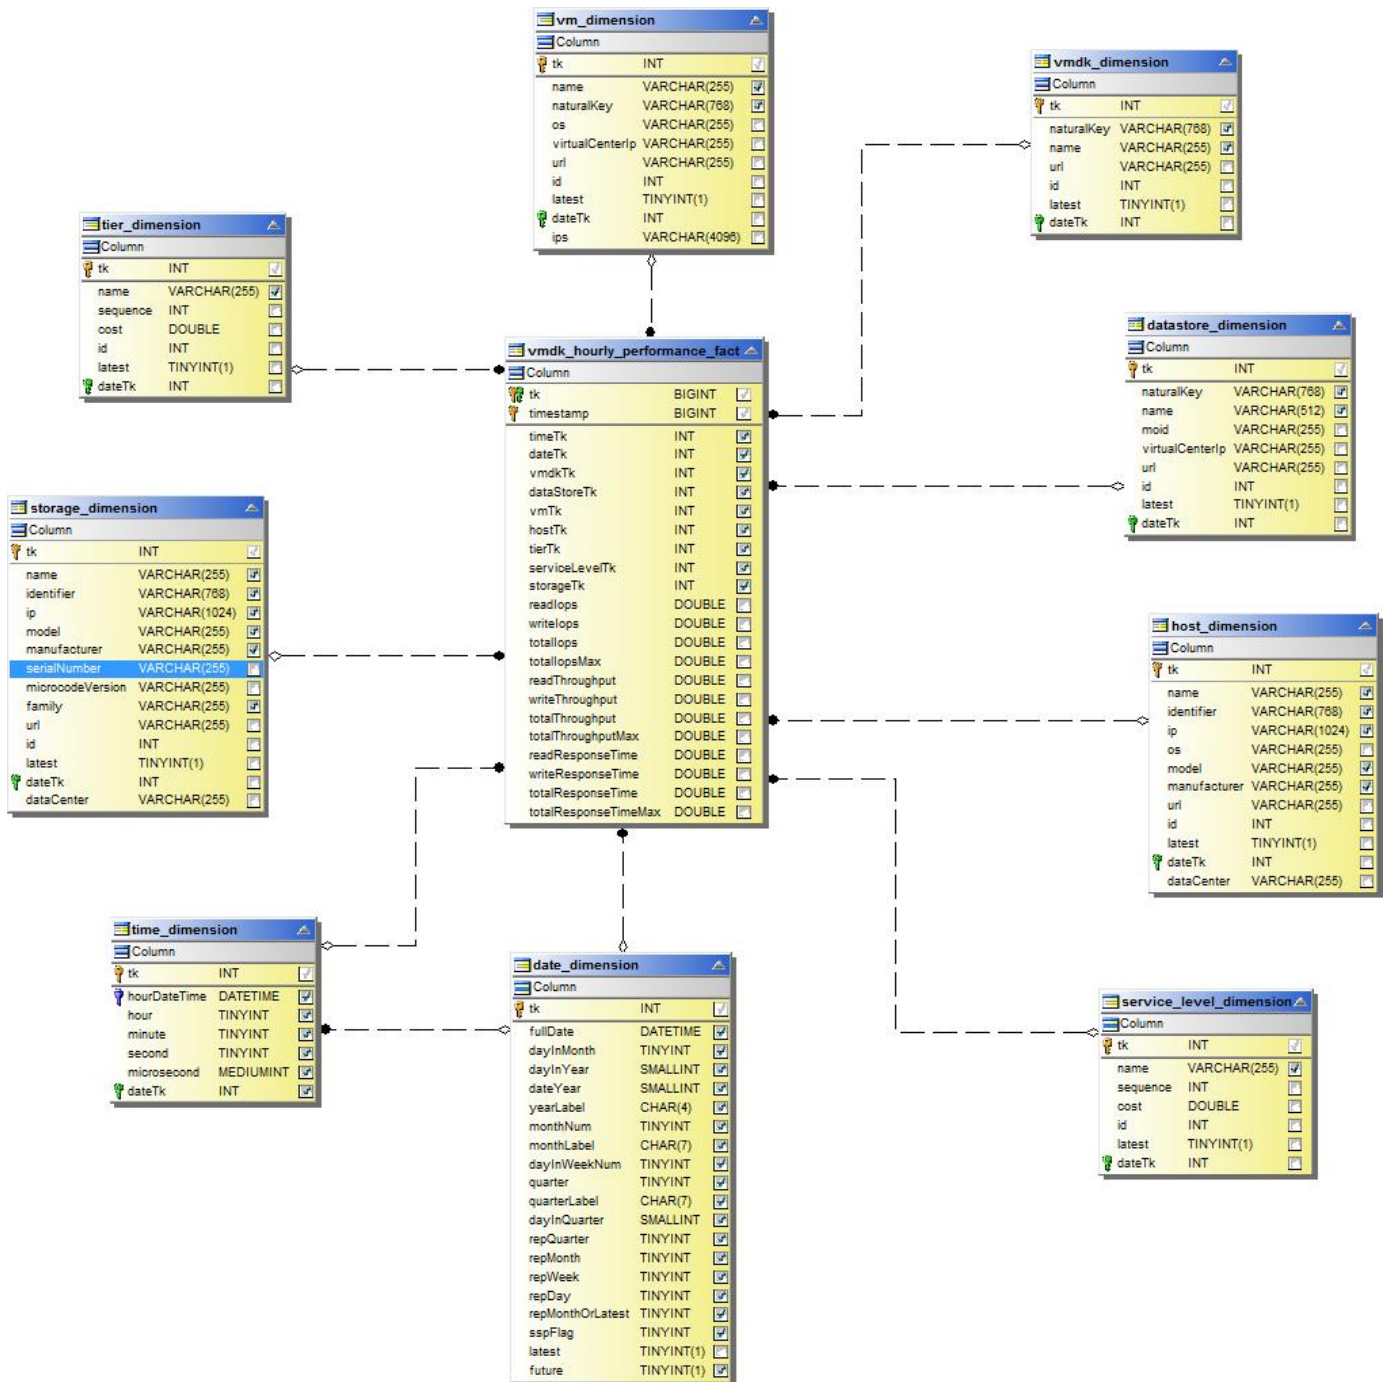 vm_dimension
Column
tk INT
name VARCHAR(255)
naturalKey VARCHAR(768)
os VARCHAR(255)
virtualCenterIp VARCHAR(255)
url VARCHAR(255)
id INT
latest TINYINT(1)
dateTk INT
ips VARCHAR(4096)
vmdk_dimension
Column
tk INT
naturalKey VARCHAR(768)
name VARCHAR(255)
url VARCHAR(255)
id INT
latest TINYINT(1)
dateTk INT
tier_dimension
Column
tk INT
name VARCHAR(255)
sequence INT
cost DOUBLE
id INT
latest TINYINT(1)
dateTk INT
vmdk_hourly_performance_fact
Column
tk BIGINT
timestamp BIGINT
timeTk INT
dateTk INT
vmdkTk INT
dataStoreTk INT
vmTk INT
hostTk INT
tierTk INT
serviceLevelTk INT
storageTk INT
readIops DOUBLE
writeIops DOUBLE
totalIops DOUBLE
totalIopsMax DOUBLE
readThroughput DOUBLE
writeThroughput DOUBLE
totalThroughput DOUBLE
totalThroughputMax DOUBLE
readResponseTime DOUBLE
writeResponseTime DOUBLE
totalResponseTime DOUBLE
totalResponseTimeMax DOUBLE
datastore_dimension
Column
tk INT
naturalKey VARCHAR(768)
name VARCHAR(512)
moid VARCHAR(255)
virtualCenterIp VARCHAR(255)
url VARCHAR(255)
id INT
latest TINYINT(1)
dateTk INT
storage_dimension
Column
tk INT
name VARCHAR(255)
identifier VARCHAR(768)
ip VARCHAR(1024)
model VARCHAR(255)
manufacturer VARCHAR(255)
serialNumber VARCHAR(255)
microcodeVersion VARCHAR(255)
family VARCHAR(255)
url VARCHAR(255)
id INT
latest TINYINT(1)
dateTk INT
dataCenter VARCHAR(255)
host_dimension
Column
tk INT
name VARCHAR(255)
identifier VARCHAR(768)
ip VARCHAR(1024)
os VARCHAR(255)
model VARCHAR(255)
manufacturer VARCHAR(255)
url VARCHAR(255)
id INT
latest TINYINT(1)
dateTk INT
dataCenter VARCHAR(255)
time_dimension
Column
tk INT
hourDateTime DATETIME
hour TINYINT
minute TINYINT
second TINYINT
microsecond MEDIUMINT
dateTk INT
date_dimension
Column
tk INT
fullDate DATETIME
dayInMonth TINYINT
dayInYear SMALLINT
dateYear SMALLINT
yearLabel CHAR(4)
monthNum TINYINT
monthLabel CHAR(7)
dayInWeekNum TINYINT
quarter TINYINT
quarterLabel CHAR(7)
dayInQuarter SMALLINT
repQuarter TINYINT
repMonth TINYINT
repWeek TINYINT
repDay TINYINT
repMonthOrLatest TINYINT
sspFlag TINYINT
latest TINYINT(1)
future TINYINT(1)
service_level_dimension
Column
tk INT
name VARCHAR(255)
sequence INT
cost DOUBLE
id INT
latest TINYINT(1)
dateTk INT